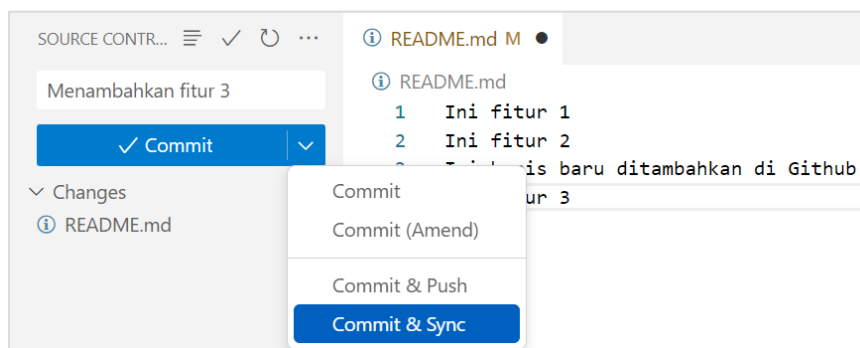 SOURCE CONTR...
Menambahkan fitur 3
Commit
Changes
README.md
README.md M
README.md
1 Ini fitur 1
2 Ini fitur 2
is baru ditambahkan di Github
ur 3
Commit
Commit (Amend)
Commit & Push
Commit & Sync